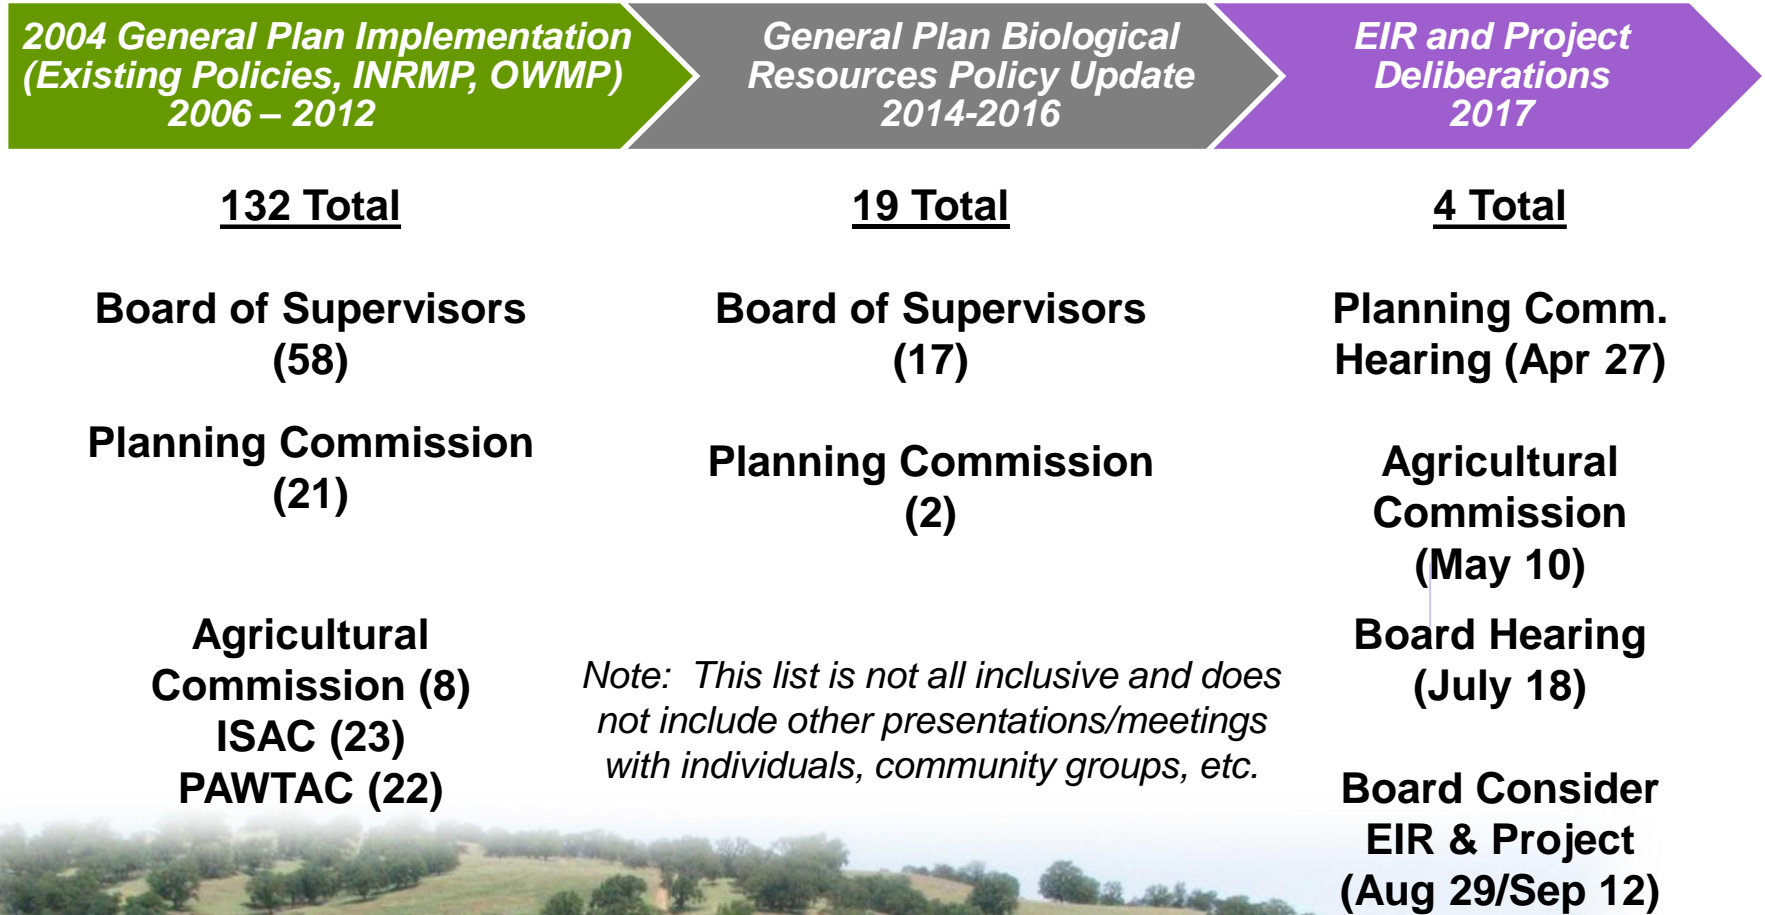 2004 General Plan Implementation
(Existing Policies, INRMP, OWMP)
2006 – 2012
General Plan Biological
Resources Policy Update
2014-2016
EIR and Project
Deliberations
2017
132 Total
Board of Supervisors
(58)
Planning Commission
(21)
Agricultural
Commission (8)
ISAC (23)
PAWTAC (22)
19 Total
Board of Supervisors
(17)
Planning Commission
(2)
Note:  This list is not all inclusive and does
not include other presentations/meetings
with individuals, community groups, etc.
4 Total
Planning Comm.
Hearing (Apr 27)
Agricultural
Commission
(May 10)
Board Hearing
(July 18)
Board Consider
EIR & Project
(Aug 29/Sep 12)